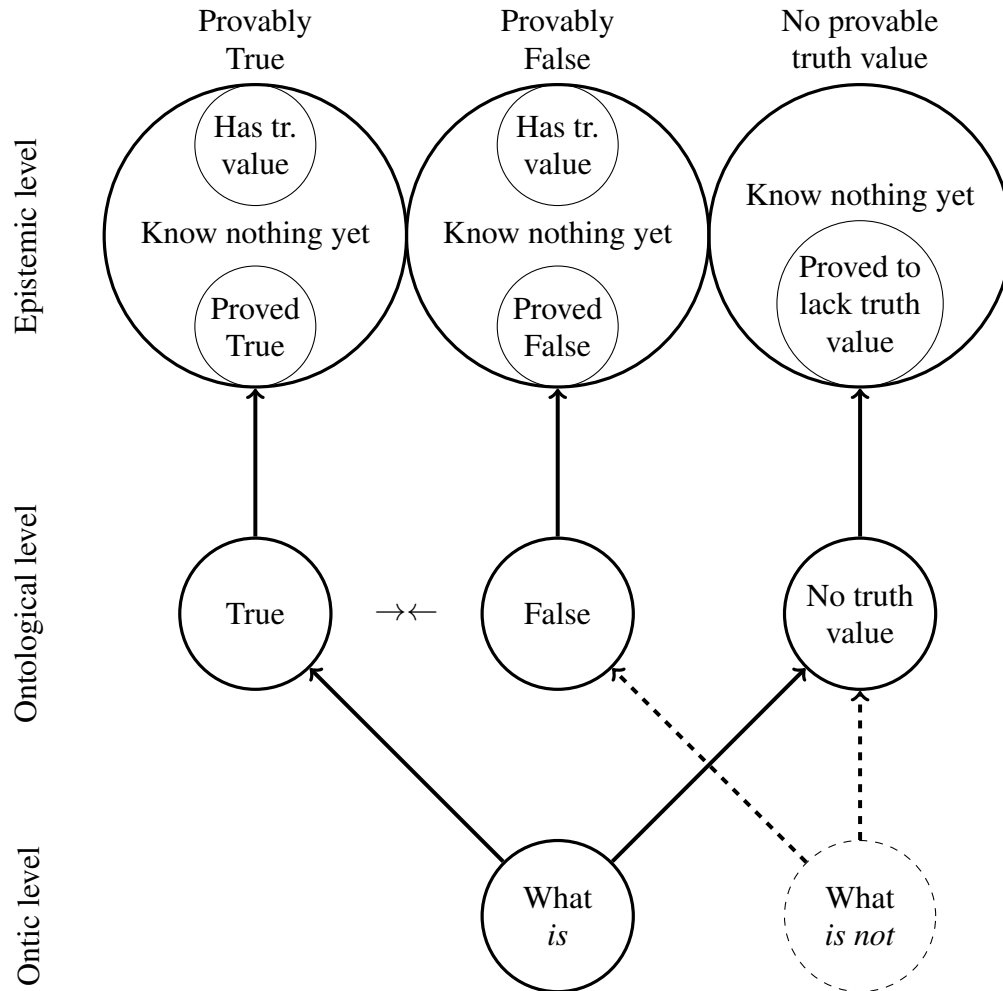 Provably
True
Provably
False
No provable
truth value
Epistemic level
Has tr.
value
Know nothing yet
Proved
True
Has tr.
value
Know nothing yet
Proved
False
Know nothing yet
Proved to
lack truth
value
Ontological level
True
→←
False
No truth
value
Ontic level
What
is
What
is not